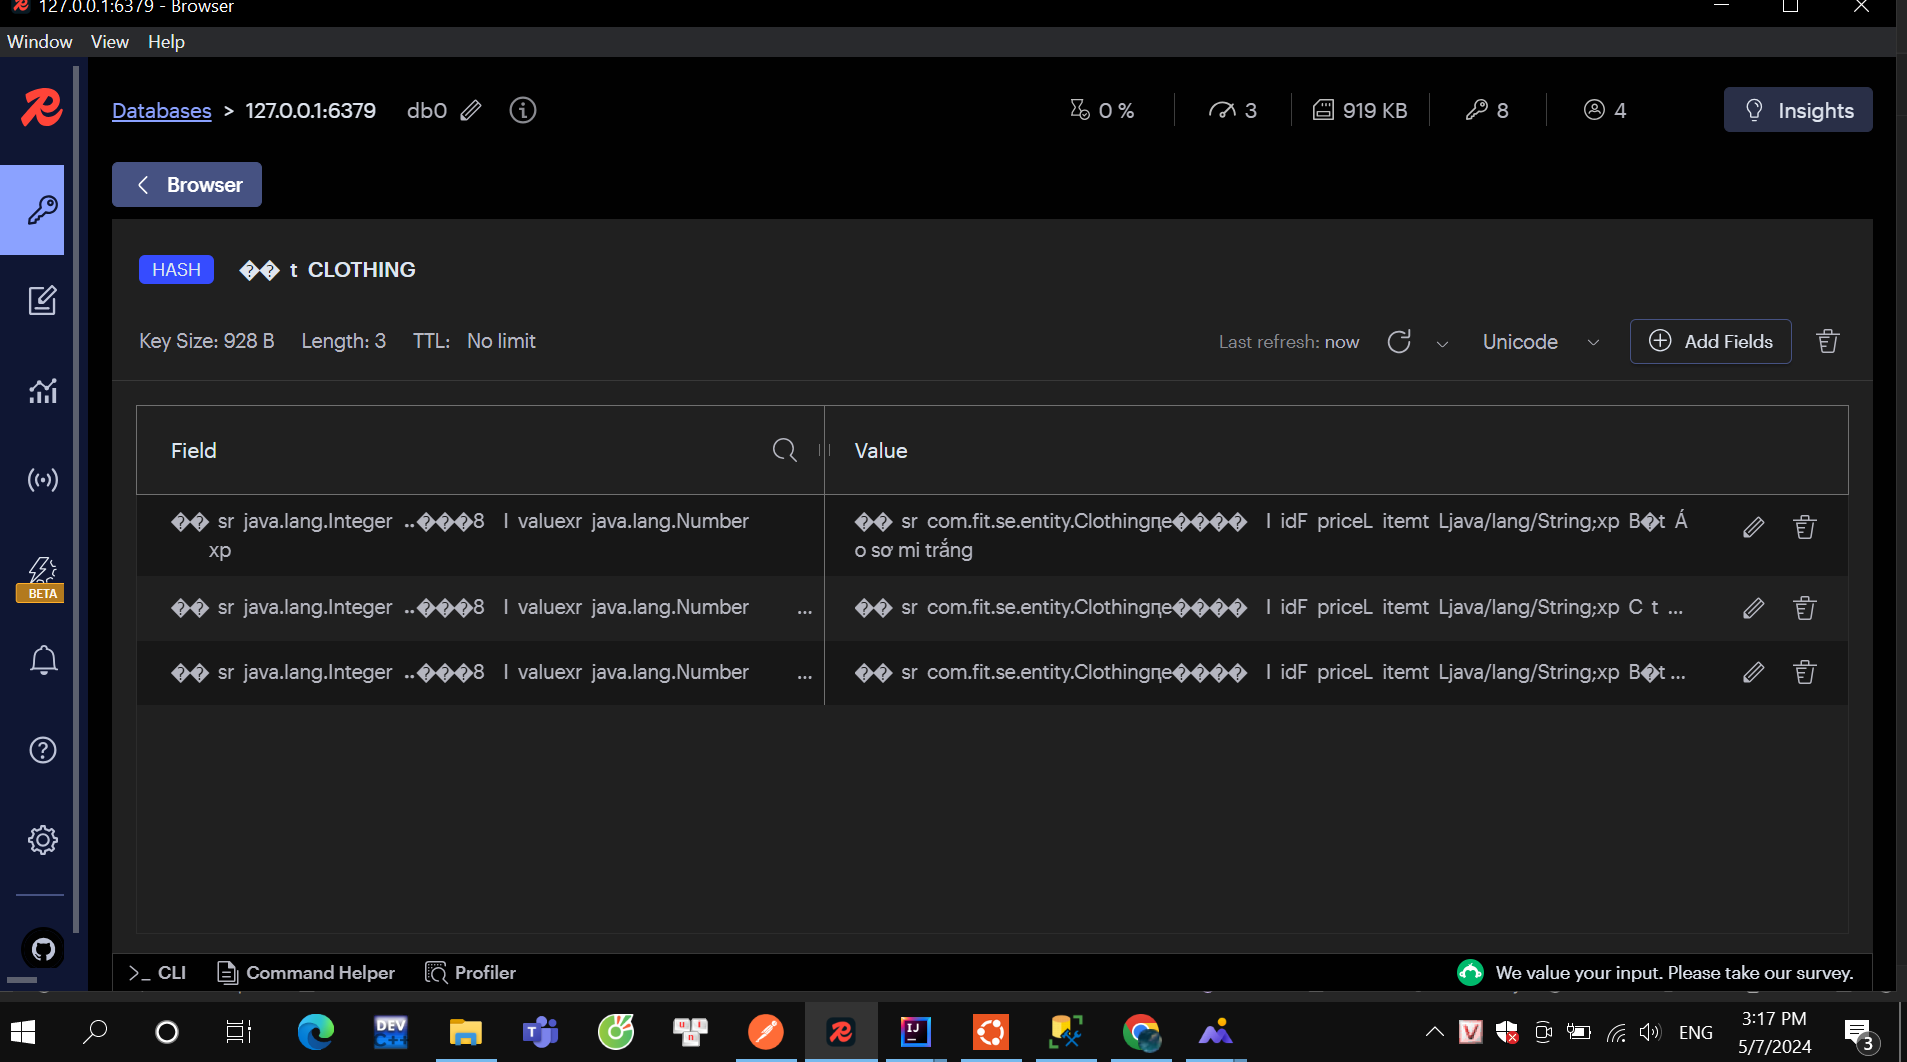 127.0.0.1:6379 - Browser
Window View Help
Databases > 127.0.0.1:6379 db0 0 % 3 919 KB 8 4 Insights
Browser
HASH �� t CLOTHING
Key Size: 928 B Length: 3 TTL: No limit Last refresh: now Unicode Add Fields
Field Value
�� sr java.lang.Integer ..���8 I valuexr java.lang.Number
xp
�� sr com.fit.se.entity.Clothingηe���� I idF priceL itemt Ljava/lang/String;xp B�t Á
o sơ mi trắng
�� sr java.lang.Integer ..���8 I valuexr java.lang.Number ... �� sr com.fit.se.entity.Clothingηe���� I idF priceL itemt Ljava/lang/String;xp C t ...
�� sr java.lang.Integer ..���8 I valuexr java.lang.Number ... �� sr com.fit.se.entity.Clothingηe���� I idF priceL itemt Ljava/lang/String;xp B�t ...
BETA
>_ CLI Command Helper Profiler We value your input. Please take our survey.
DEV
C++
T
IJ
V
ENG
3:17 PM
5/7/2024
3